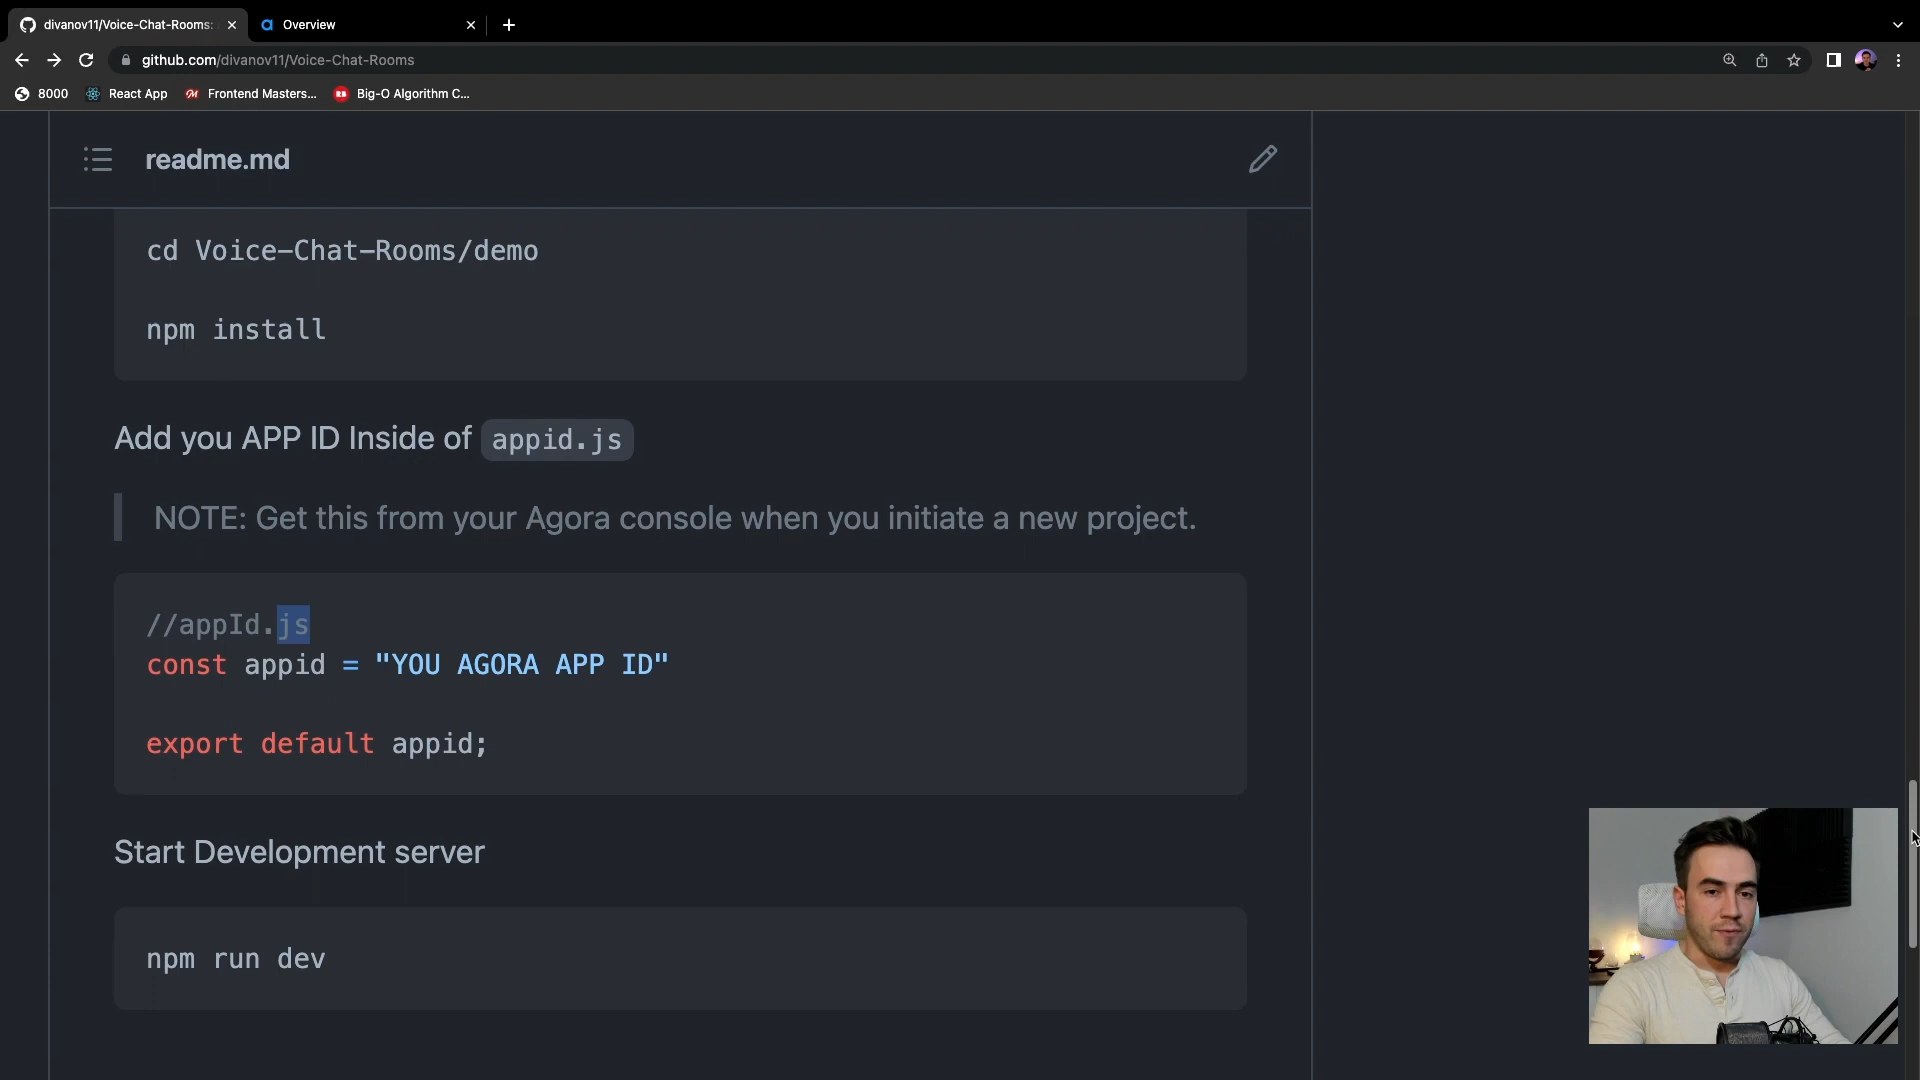 divanov11/Voice-Chat-Rooms:
Overview
github.com/divanov11/Voice-Chat-Rooms
8000
React App
Frontend Masters...
Big-O Algorithm C...
readme.md
cd Voice-Chat-Rooms/demo
npm install
Add you APP ID Inside of appid.js
NOTE: Get this from your Agora console when you initiate a new project.
//appId.js
const appid = "YOU AGORA APP ID"
export default appid;
Start Development server
npm run dev